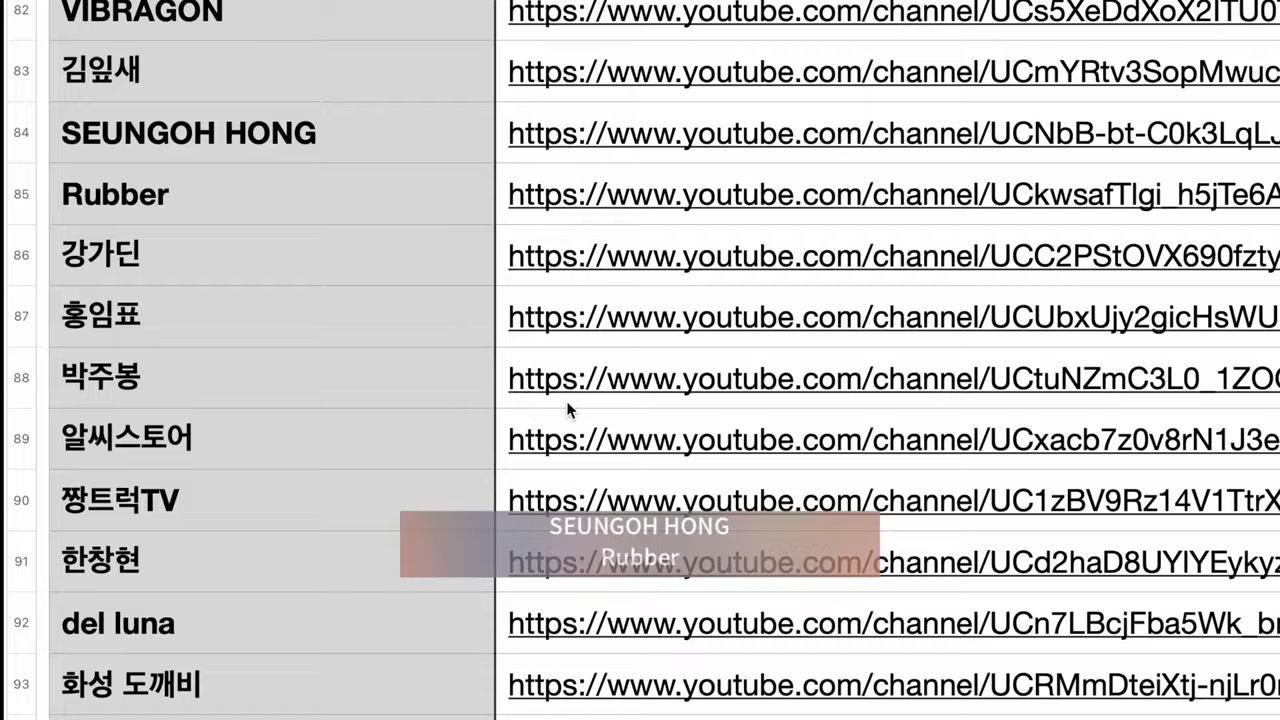 82 VIBRAGON https://www.youtube.com/channel/UCs5XeDdXoX2ITU0
83 김잎새 https://www.youtube.com/channel/UCmYRtv3SopMwuc
84 SEUNGOH HONG https://www.youtube.com/channel/UCNbB-bt-C0k3LqLJ
85 Rubber https://www.youtube.com/channel/UCkwsafTlgi_h5jTe6A
86 강가딘 https://www.youtube.com/channel/UCC2PStOVX690fzty
87 홍임표 https://www.youtube.com/channel/UCUbxUjy2gicHsWU
88 박주봉 https://www.youtube.com/channel/UCtuNZmC3L0_1ZO
89 알씨스토어 https://www.youtube.com/channel/UCxacb7z0v8rN1J3e
90 짱트럭TV https://www.youtube.com/channel/UC1zBV9Rz14V1TtrX
SEUNGOH HONG
Rubber
91 한창현 https://www.youtube.com/channel/UCd2haD8UYlYEykyz
92 del luna https://www.youtube.com/channel/UCn7LBcjFba5Wk_b
93 화성 도깨비 https://www.youtube.com/channel/UCRMmDteiXtj-njLr0